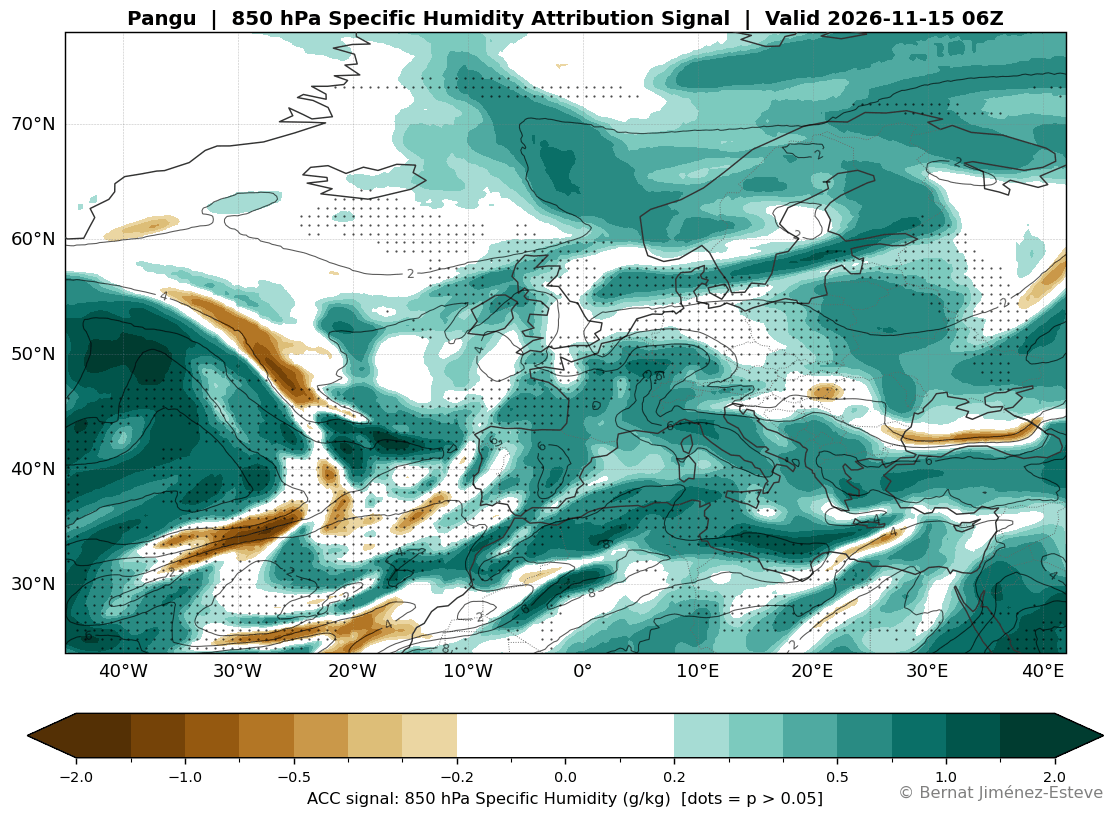 Pangu | 850 hPa Specific Humidity Attribution Signal | Valid 2026-11-15 06Z
70°N
60°N
50°N
40°N
30°N
40°W 30°W 20°W 10°W 0° 10°E 20°E 30°E 40°E
−2.0 −1.0 −0.5 −0.2 0.0 0.2 0.5 1.0 2.0
ACC signal: 850 hPa Specific Humidity (g/kg) [dots = p > 0.05]
© Bernat Jiménez-Esteve